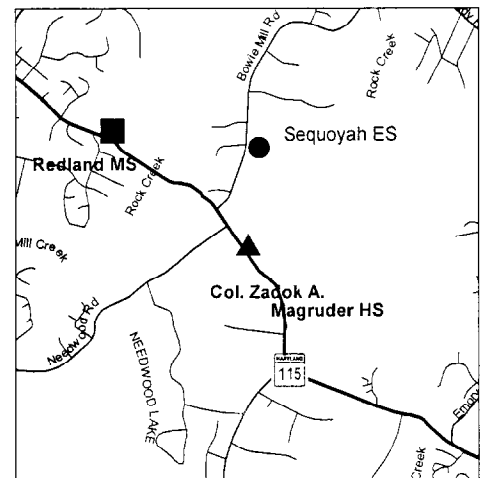 Bowie Mill Rd
Rock Creek
Sequoyah ES
Redland MS
Rock Creek
Mill Creek
Col. Zadok A.
Magruder HS
Needwood Rd
NEEDWOOD LAKE
MARYLAND
115
Creek